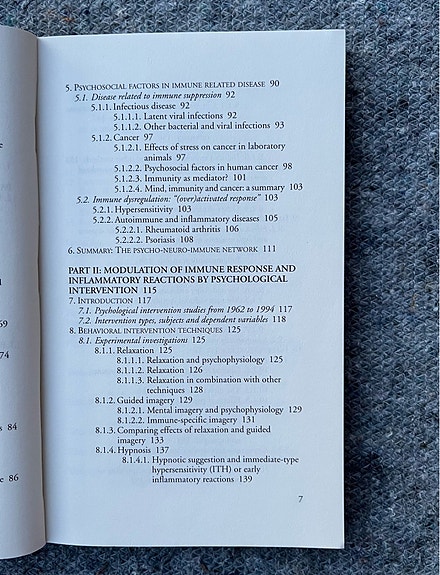 5. PSYCHOSOCIAL FACTORS IN IMMUNE RELATED DISEASE 90
5.1. Disease related to immune suppression 92
5.1.1. Infectious disease 92
5.1.1.1. Latent viral infections 92
5.1.1.2. Other bacterial and viral infections 93
5.1.2. Cancer 97
5.1.2.1. Effects of stress on cancer in laboratory
animals 97
5.1.2.2. Psychosocial factors in human cancer 98
5.1.2.3. Immunity as mediator? 101
5.1.2.4. Mind, immunity and cancer: a summary 103
5.2. Immune dysregulation: "(over)activated response" 103
5.2.1. Hypersensitivity 103
5.2.2. Autoimmune and inflammatory diseases 105
5.2.2.1. Rheumatoid arthritis 106
5.2.2.2. Psoriasis 108
6. SUMMARY: THE PSYCHO-NEURO-IMMUNE NETWORK 111
PART II: MODULATION OF IMMUNE RESPONSE AND
INFLAMMATORY REACTIONS BY PSYCHOLOGICAL
INTERVENTION 115
7. INTRODUCTION 117
7.1. Psychological intervention studies from 1962 to 1994 117
7.2. Intervention types, subjects and dependent variables 118
8. BEHAVIORAL INTERVENTION TECHNIQUES 125
8.1. Experimental investigations 125
8.1.1. Relaxation 125
8.1.1.1. Relaxation and psychophysiology 125
8.1.1.2. Relaxation 126
8.1.1.3. Relaxation in combination with other
techniques 128
8.1.2. Guided imagery 129
8.1.2.1. Mental imagery and psychophysiology 129
8.1.2.2. Immune-specific imagery 131
8.1.3. Comparing effects of relaxation and guided
imagery 133
8.1.4. Hypnosis 137
8.1.4.1. Hypnotic suggestion and immediate-type
hypersensitivity (ITH) or early
inflammatory reactions 139
7
69
74
s 84
e 86